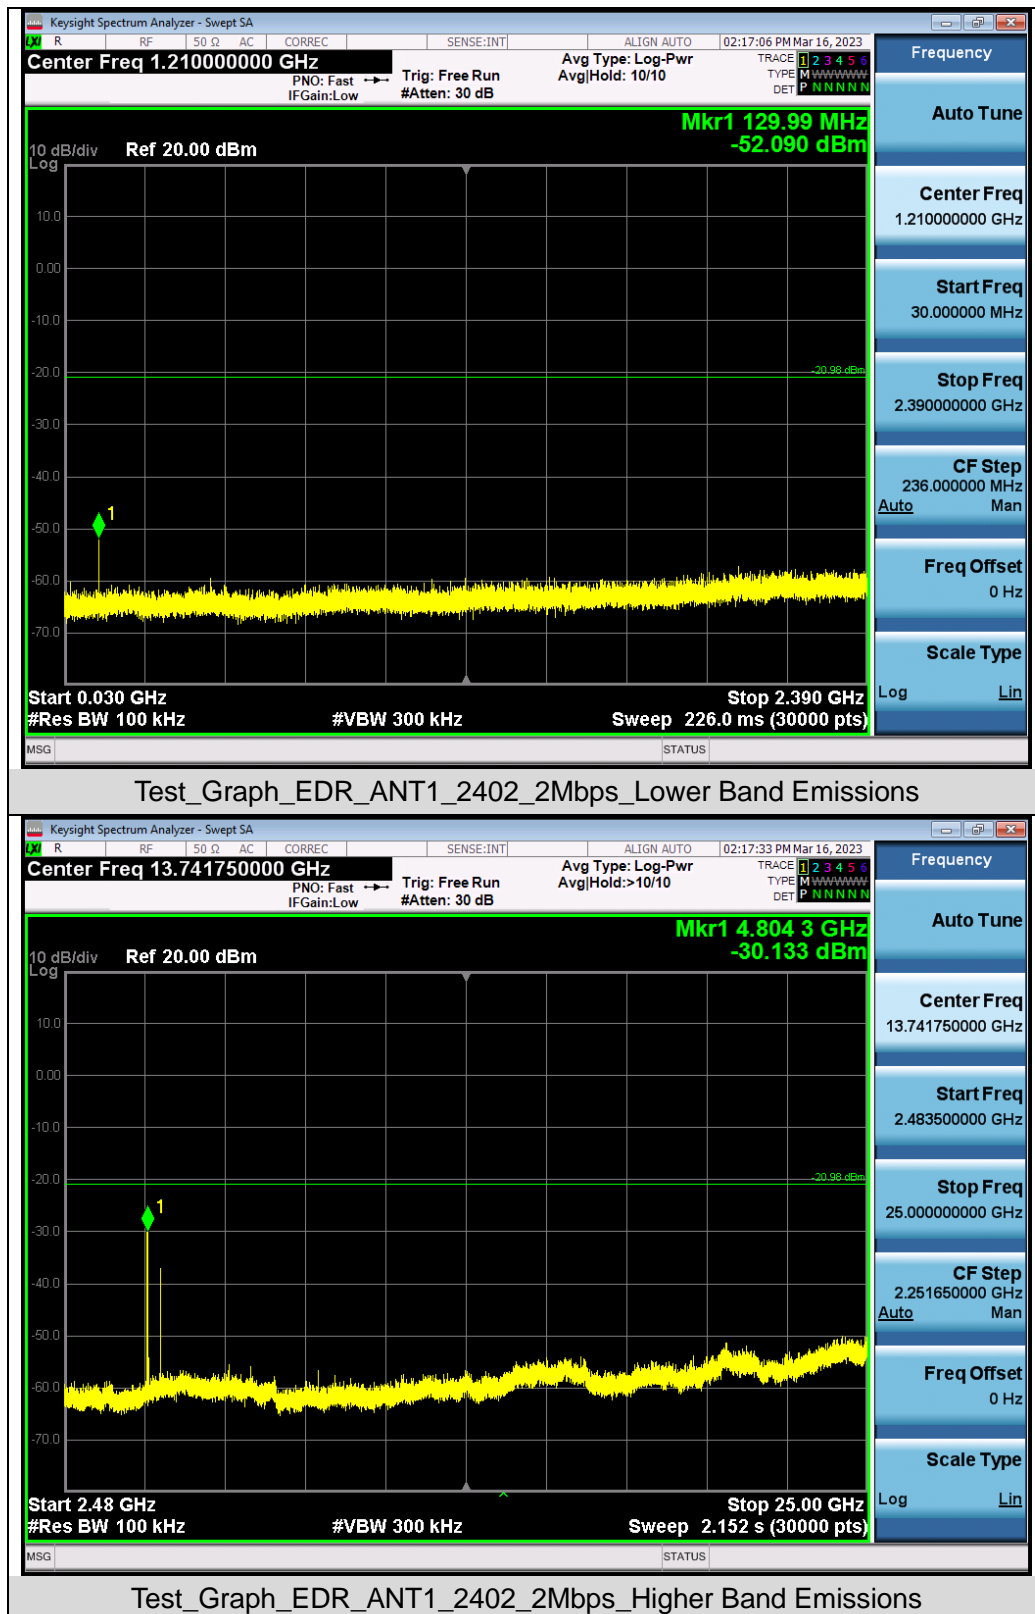 Keysight Spectrum Analyzer - Swept SA
LXI R RF 50 Ω AC CORREC SENSE:INT ALIGN AUTO 02:17:06 PM Mar 16, 2023
Center Freq 1.210000000 GHz
PNO: Fast
IFGain:Low
Trig: Free Run
#Atten: 30 dB
Avg Type: Log-Pwr
Avg|Hold: 10/10
TRACE 1 2 3 4 5 6
TYPE M W W W W W
DET P N N N N N
Mkr1 129.99 MHz
-52.090 dBm
10 dB/div Ref 20.00 dBm
Log
10.0
0.00
-10.0
-20.0
-20.98 dBm
-30.0
-40.0
-50.0
1
-60.0
-70.0
Start 0.030 GHz Stop 2.390 GHz
#Res BW 100 kHz #VBW 300 kHz Sweep 226.0 ms (30000 pts)
MSG STATUS
Frequency
Auto Tune
Center Freq
1.210000000 GHz
Start Freq
30.000000 MHz
Stop Freq
2.390000000 GHz
CF Step
236.000000 MHz
Auto Man
Freq Offset
0 Hz
Scale Type
Log Lin
Test_Graph_EDR_ANT1_2402_2Mbps_Lower Band Emissions
Keysight Spectrum Analyzer - Swept SA
LXI R RF 50 Ω AC CORREC SENSE:INT ALIGN AUTO 02:17:33 PM Mar 16, 2023
Center Freq 13.741750000 GHz
PNO: Fast
IFGain:Low
Trig: Free Run
#Atten: 30 dB
Avg Type: Log-Pwr
Avg|Hold:>10/10
TRACE 1 2 3 4 5 6
TYPE M W W W W W
DET P N N N N N
Mkr1 4.804 3 GHz
-30.133 dBm
10 dB/div Ref 20.00 dBm
Log
10.0
0.00
-10.0
-20.0
-20.98 dBm
1
-30.0
-40.0
-50.0
-60.0
-70.0
Start 2.48 GHz Stop 25.00 GHz
#Res BW 100 kHz #VBW 300 kHz Sweep 2.152 s (30000 pts)
MSG STATUS
Frequency
Auto Tune
Center Freq
13.741750000 GHz
Start Freq
2.483500000 GHz
Stop Freq
25.000000000 GHz
CF Step
2.251650000 GHz
Auto Man
Freq Offset
0 Hz
Scale Type
Log Lin
Test_Graph_EDR_ANT1_2402_2Mbps_Higher Band Emissions